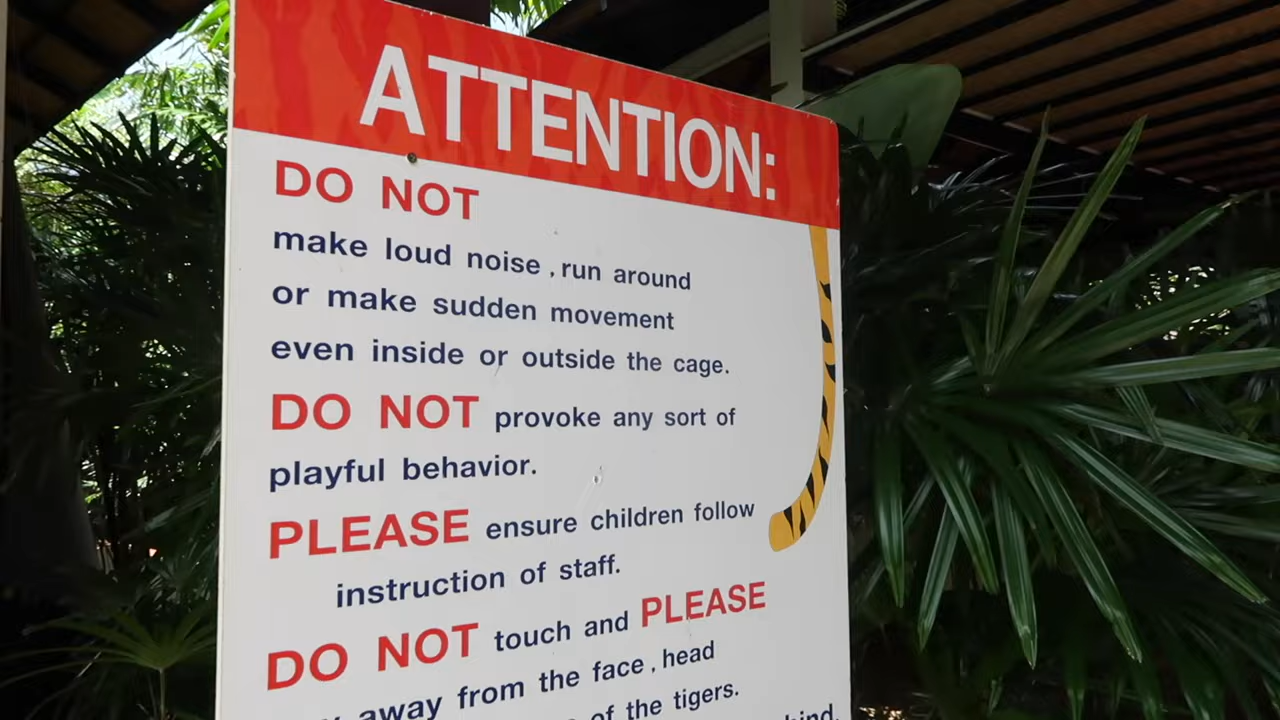 ATTENTION:
DO NOT
make loud noise , run around
or make sudden movement
even inside or outside the cage.
DO NOT provoke any sort of
playful behavior.
PLEASE ensure children follow
instruction of staff.
DO NOT touch and PLEASE
away from the face , head
of the tigers.